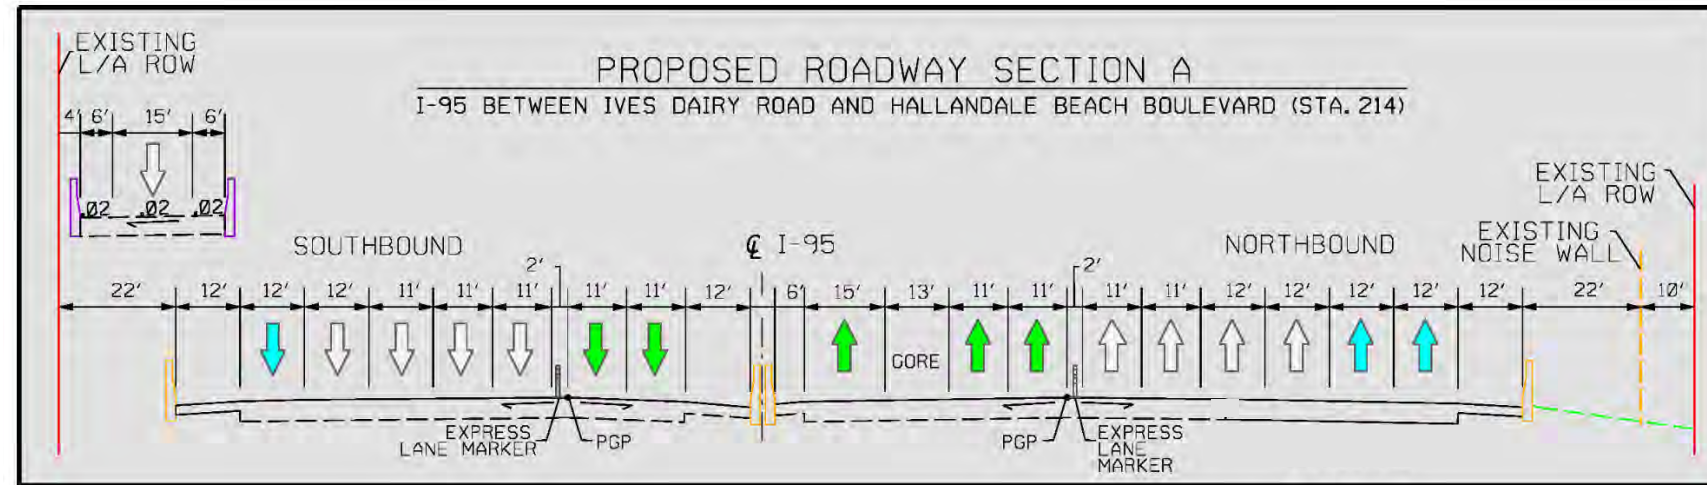 EXISTING
L/A ROW
PROPOSED ROADWAY SECTION A
I-95 BETWEEN IVES DAIRY ROAD AND HALLANDALE BEACH BOULEVARD (STA. 214)
4' 6' 15' 6'
.02 .02 .02
EXISTING
L/A ROW
SOUTHBOUND
℄ I-95
NORTHBOUND
EXISTING
NOISE WALL
2' 2'
22' 12' 12' 12' 11' 11' 11' 11' 11' 12' 6' 15' 13' 11' 11' 11' 11' 12' 12' 12' 12' 12' 22' 10'
GORE
EXPRESS
LANE MARKER
PGP
PGP
EXPRESS
LANE
MARKER